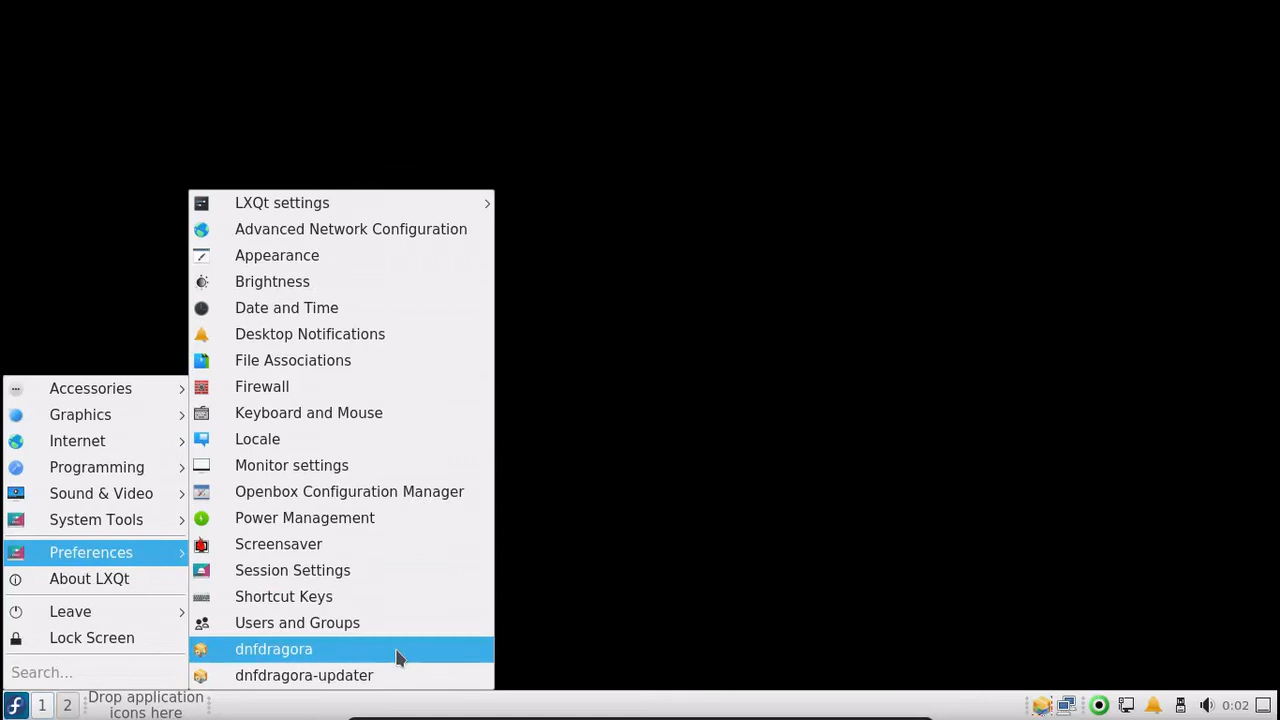 LXQt settings
Advanced Network Configuration
Appearance
Brightness
Date and Time
Desktop Notifications
File Associations
Firewall
Keyboard and Mouse
Locale
Monitor settings
Openbox Configuration Manager
Power Management
Screensaver
Session Settings
Shortcut Keys
Users and Groups
dnfdragora
dnfdragora-updater
Accessories
Graphics
Internet
Programming
Sound & Video
System Tools
Preferences
About LXQt
Leave
Lock Screen
Search...
1
2
Drop application
icons here
0:02